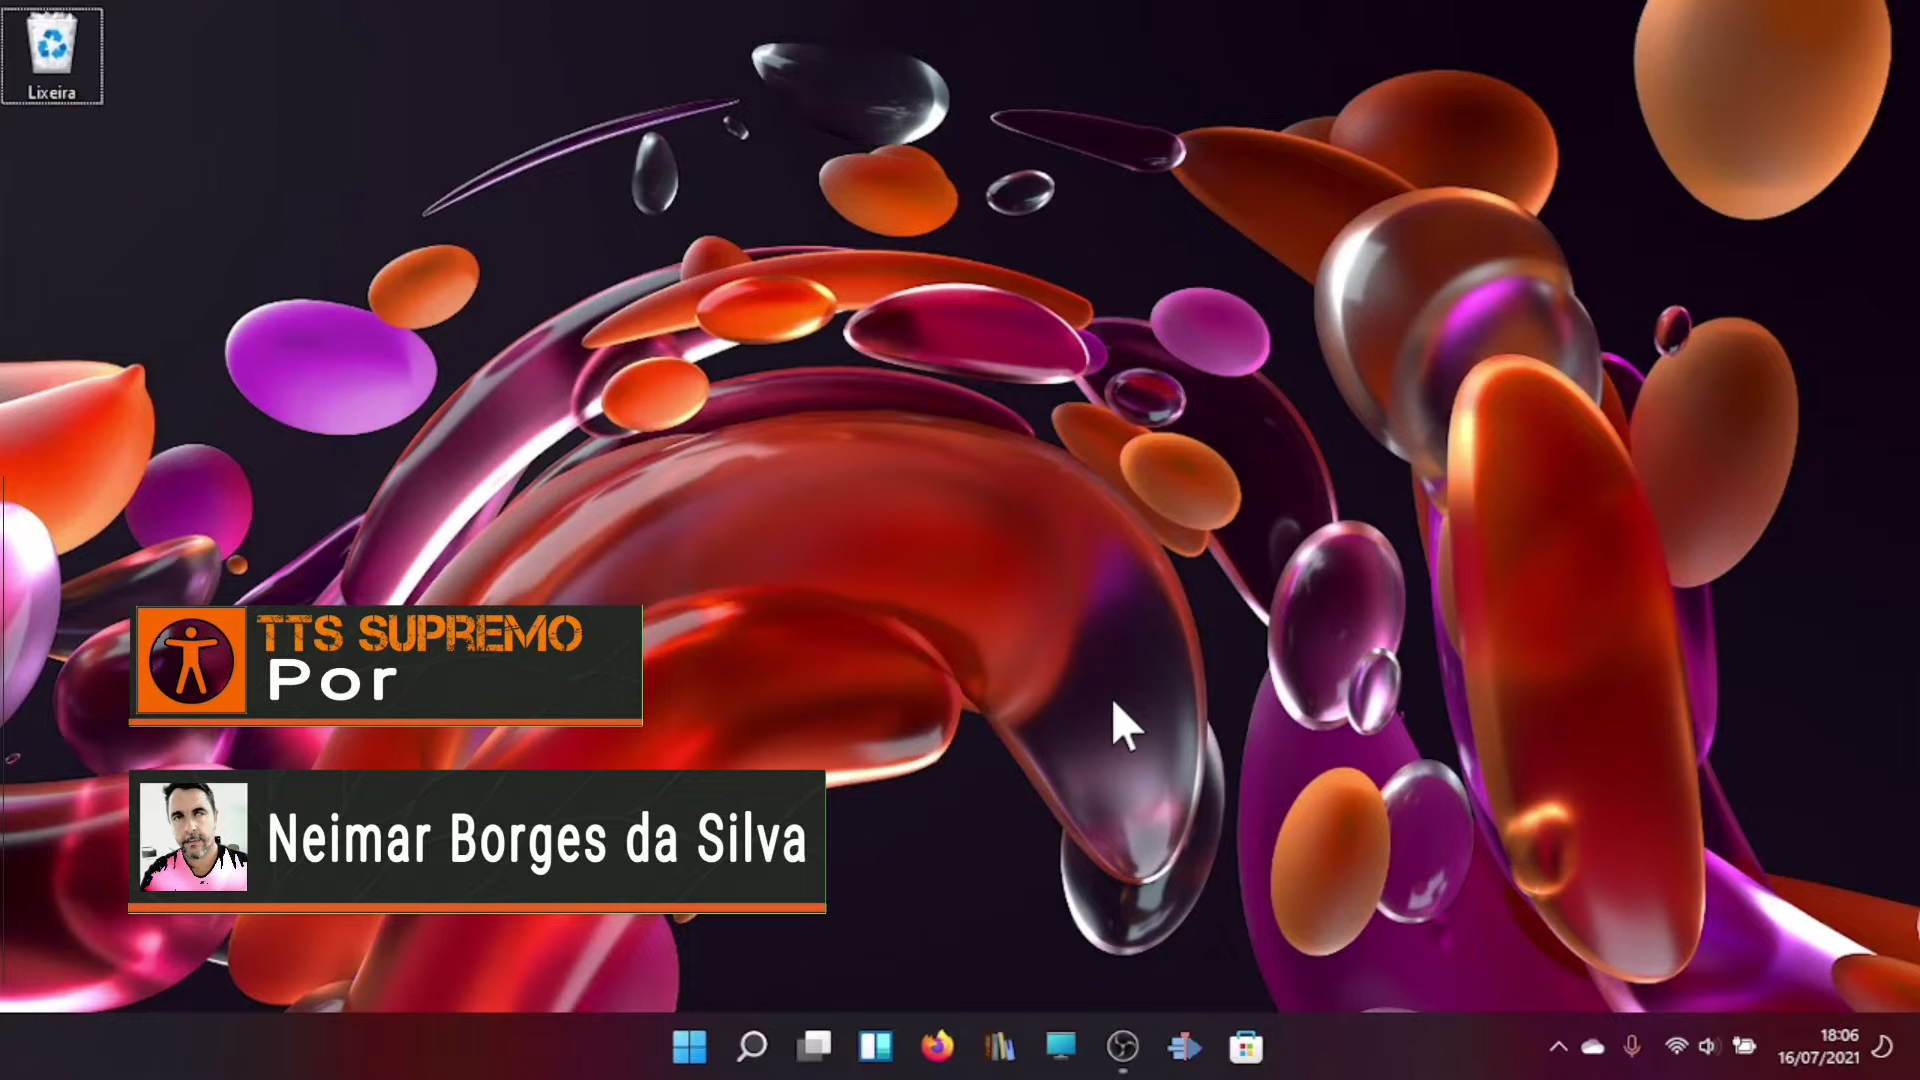 Lixeira
TTS SUPREMO
Por
Neimar Borges da Silva
18:06
16/07/2021